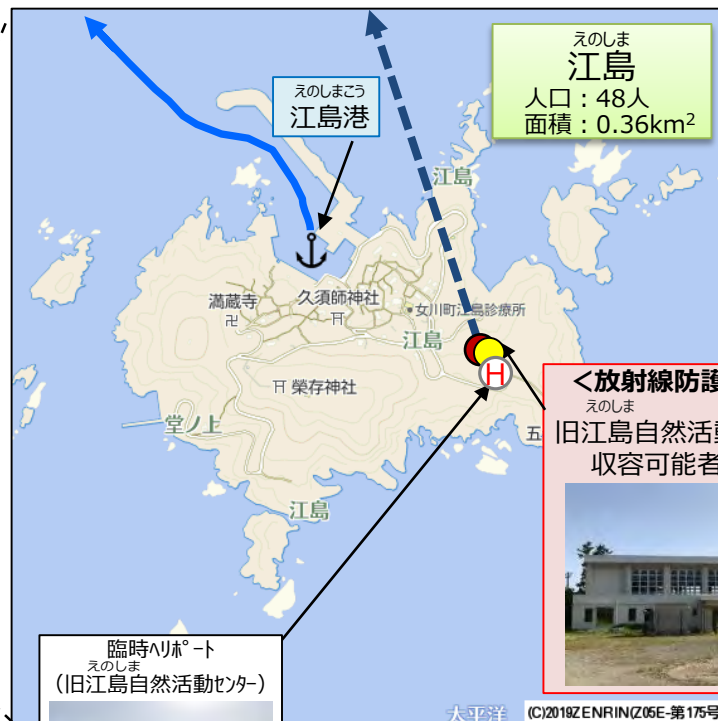 えのしま
江島
人口：48人
面積：0.36km²
えのしまこう
江島港
江島
満蔵寺
久須師神社
女川町江島診療所
江島
H
榮存神社
＜放射線防護
えのしま
旧江島自然活動
収容可能者
堂ノ上
五
江島
臨時ヘリポート
えのしま
（旧江島自然活動センター）
太平洋
(C)2019ZENRIN(Z05E-第175号